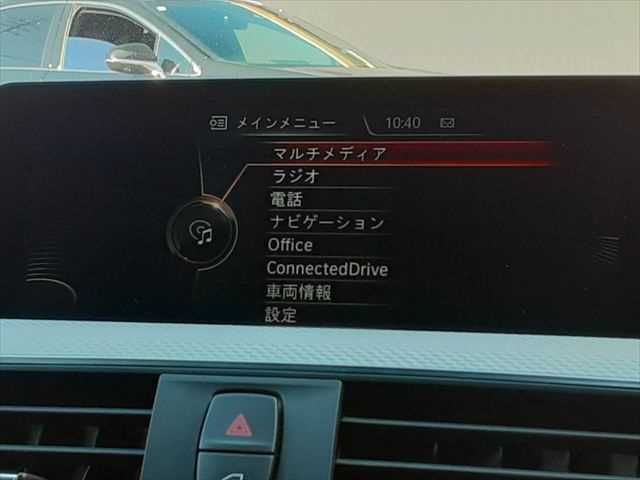 メインメニュー 10:40
マルチメディア
ラジオ
電話
ナビゲーション
Office
ConnectedDrive
車両情報
設定